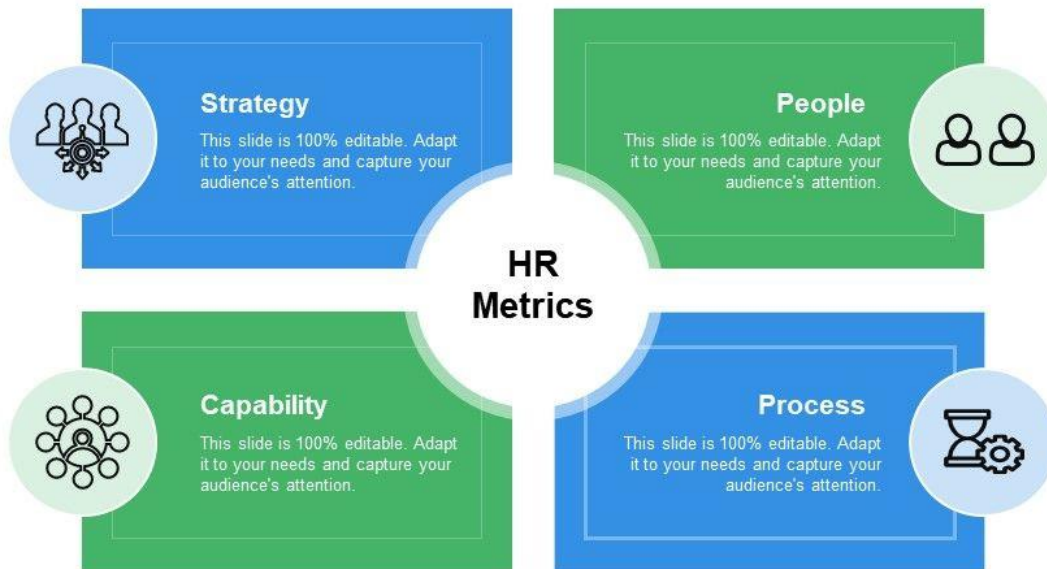 Strategy
This slide is 100% editable. Adapt
it to your needs and capture your
audience's attention.
People
This slide is 100% editable. Adapt
it to your needs and capture your
audience's attention.
HR
Metrics
Capability
This slide is 100% editable. Adapt
it to your needs and capture your
audience's attention.
Process
This slide is 100% editable. Adapt
it to your needs and capture your
audience's attention.